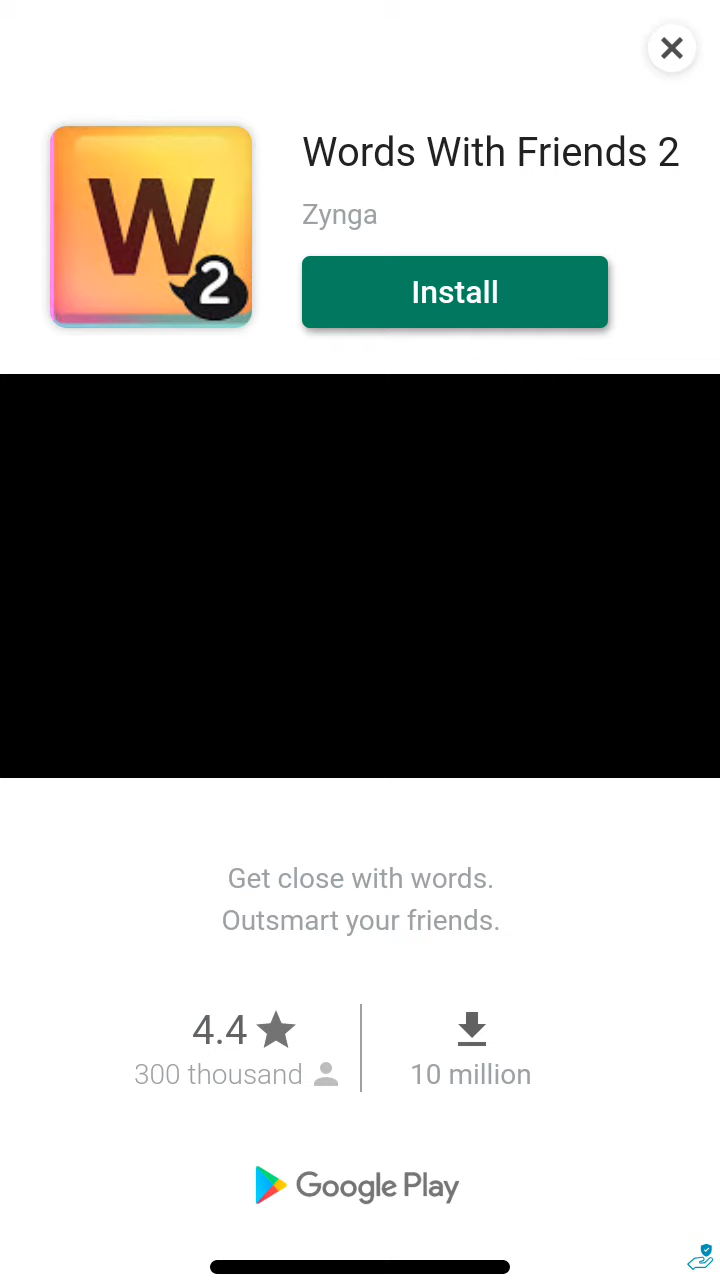 Words With Friends 2
Zynga
W
2
Install
Get close with words.
Outsmart your friends.
4.4
300 thousand
10 million
Google Play